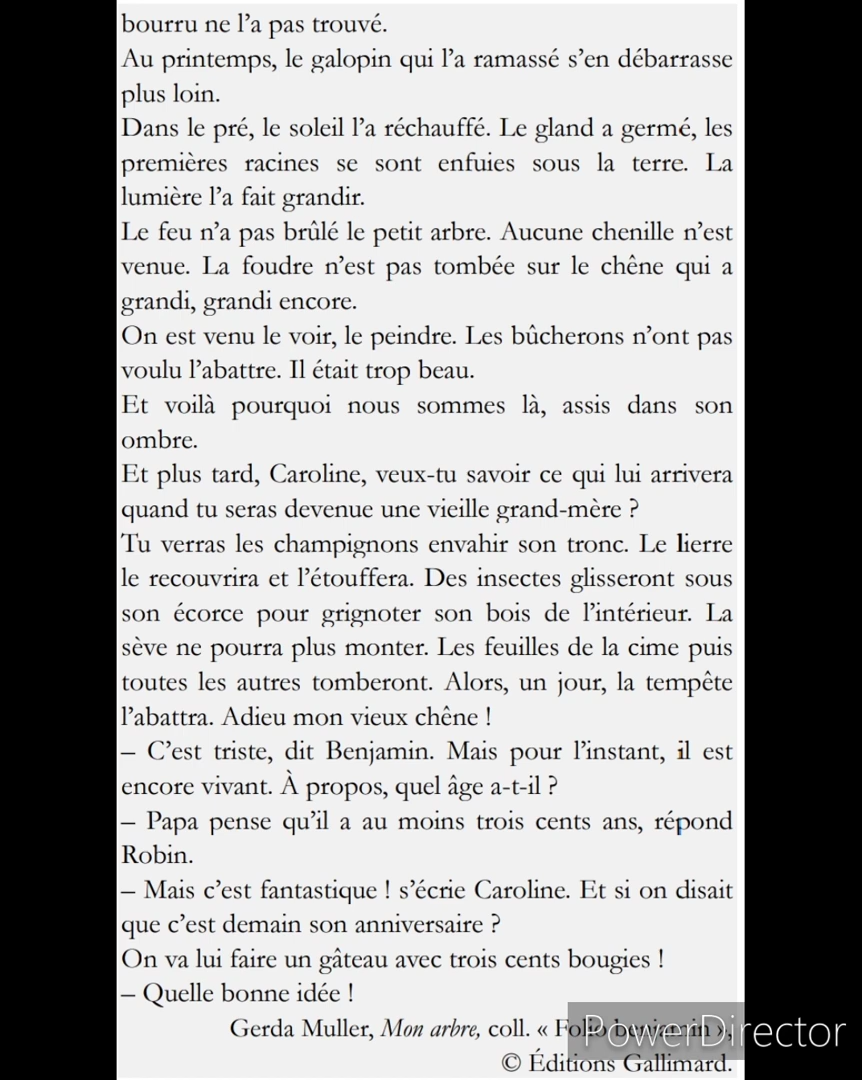 bourru ne l’a pas trouvé.
Au printemps, le galopin qui l’a ramassé s’en débarrasse
plus loin.
Dans le pré, le soleil l’a réchauffé. Le gland a germé, les
premières racines se sont enfuies sous la terre. La
lumière l’a fait grandir.
Le feu n’a pas brûlé le petit arbre. Aucune chenille n’est
venue. La foudre n’est pas tombée sur le chêne qui a
grandi, grandi encore.
On est venu le voir, le peindre. Les bûcherons n’ont pas
voulu l’abattre. Il était trop beau.
Et voilà pourquoi nous sommes là, assis dans son
ombre.
Et plus tard, Caroline, veux-tu savoir ce qui lui arrivera
quand tu seras devenue une vieille grand-mère ?
Tu verras les champignons envahir son tronc. Le lierre
le recouvrira et l’étouffera. Des insectes glisseront sous
son écorce pour grignoter son bois de l’intérieur. La
sève ne pourra plus monter. Les feuilles de la cime puis
toutes les autres tomberont. Alors, un jour, la tempête
l’abattra. Adieu mon vieux chêne !
– C’est triste, dit Benjamin. Mais pour l’instant, il est
encore vivant. À propos, quel âge a-t-il ?
– Papa pense qu’il a au moins trois cents ans, répond
Robin.
– Mais c’est fantastique ! s’écrie Caroline. Et si on disait
que c’est demain son anniversaire ?
On va lui faire un gâteau avec trois cents bougies !
– Quelle bonne idée !
Gerda Muller, Mon arbre, coll. « Folio benjamin »,
PowerDirector
© Éditions Gallimard.